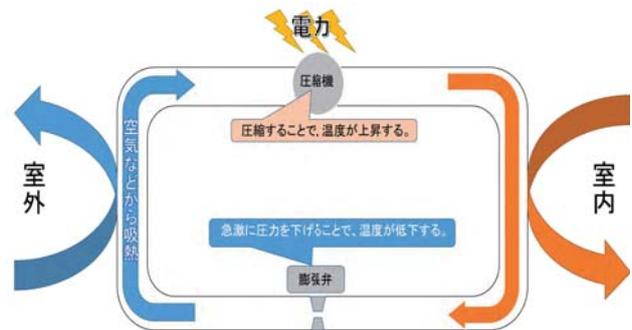 電力
圧縮機
圧縮することで、温度が上昇する。
室外
空気などから吸熱
室内
急激に圧力を下げることで、温度が低下する。
膨張弁